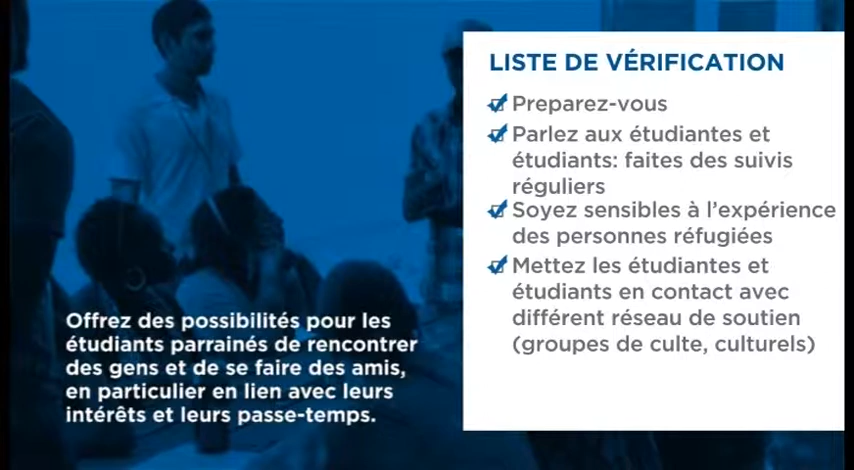 LISTE DE VÉRIFICATION
Preparez-vous
Parlez aux étudiantes et
étudiants: faites des suivis
réguliers
Soyez sensibles à l'expérience
des personnes réfugiées
Mettez les étudiantes et
étudiants en contact avec
différent réseau de soutien
(groupes de culte, culturels)
Offrez des possibilités pour les
étudiants parrainés de rencontrer
des gens et de se faire des amis,
en particulier en lien avec leurs
intérêts et leurs passe-temps.